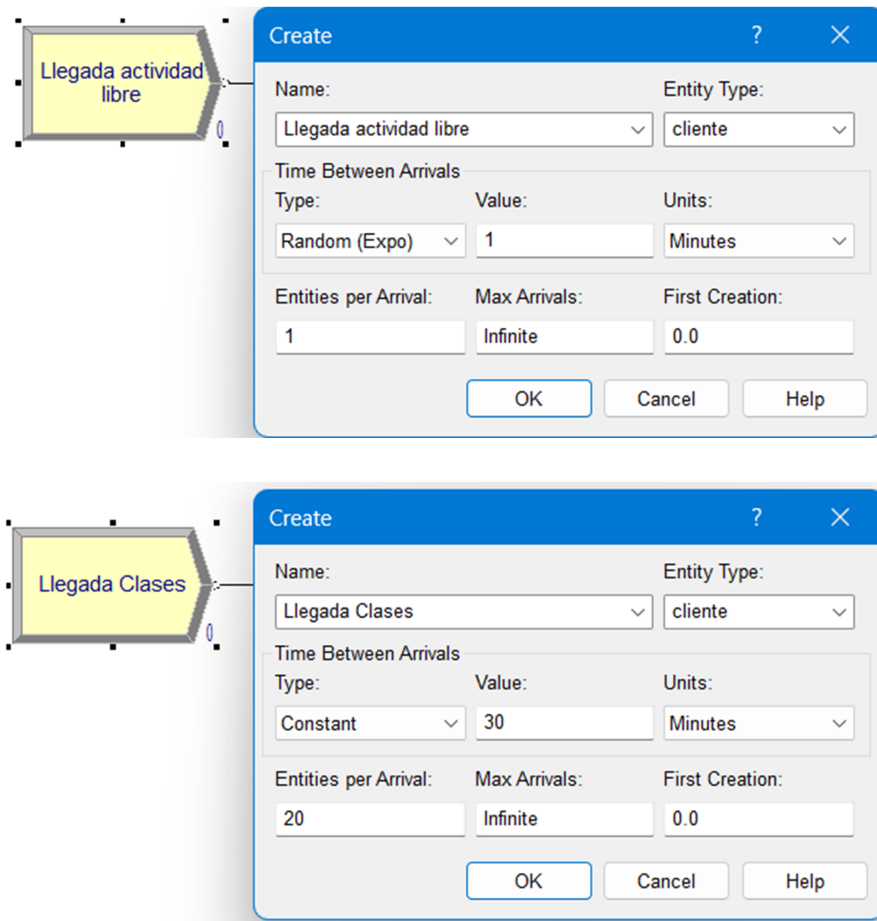 Llegada actividad
libre
0
Create ? ×
Name: Entity Type:
Llegada actividad libre cliente
Time Between Arrivals
Type: Value: Units:
Random (Expo) 1 Minutes
Entities per Arrival: Max Arrivals: First Creation:
1 Infinite 0.0
OK Cancel Help
Llegada Clases
0
Create ? ×
Name: Entity Type:
Llegada Clases cliente
Time Between Arrivals
Type: Value: Units:
Constant 30 Minutes
Entities per Arrival: Max Arrivals: First Creation:
20 Infinite 0.0
OK Cancel Help